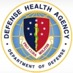 DEFENSE HEALTH AGENCY
DEPARTMENT OF DEFENSE